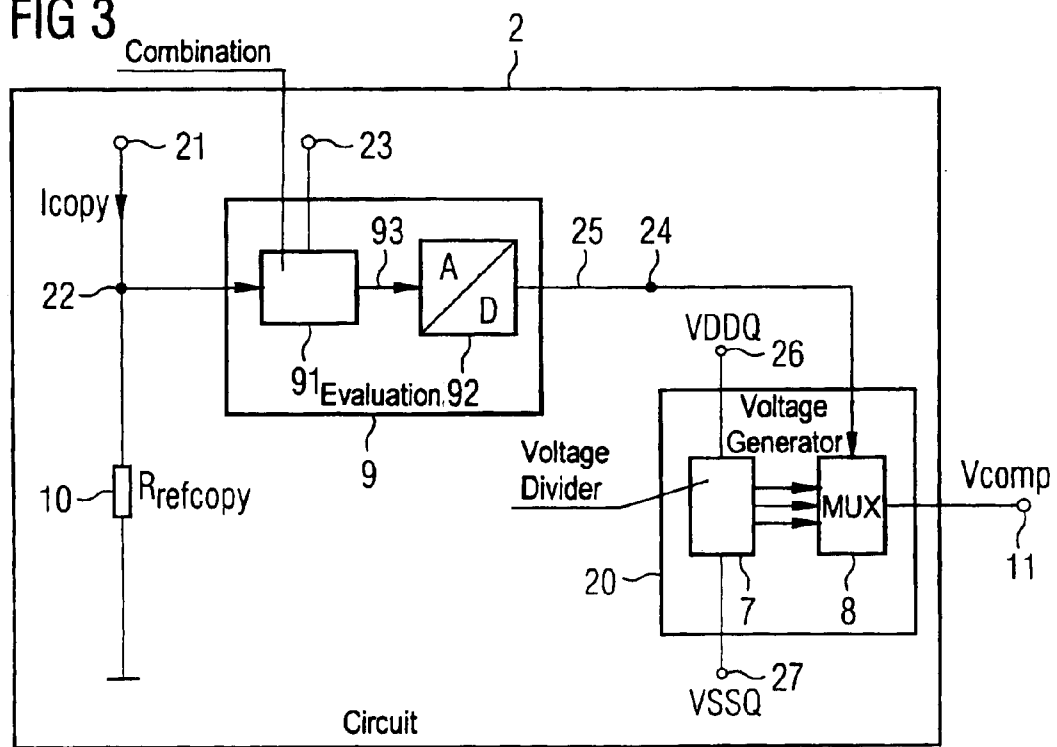 FIG 3
Combination
2
21
23
Icopy
93
25
24
22
A
D
VDDQ
26
91
Evaluation
92
9
Voltage
Generator
Voltage
Divider
10
Rrefcopy
MUX
Vcomp
11
20
7
8
27
VSSQ
Circuit